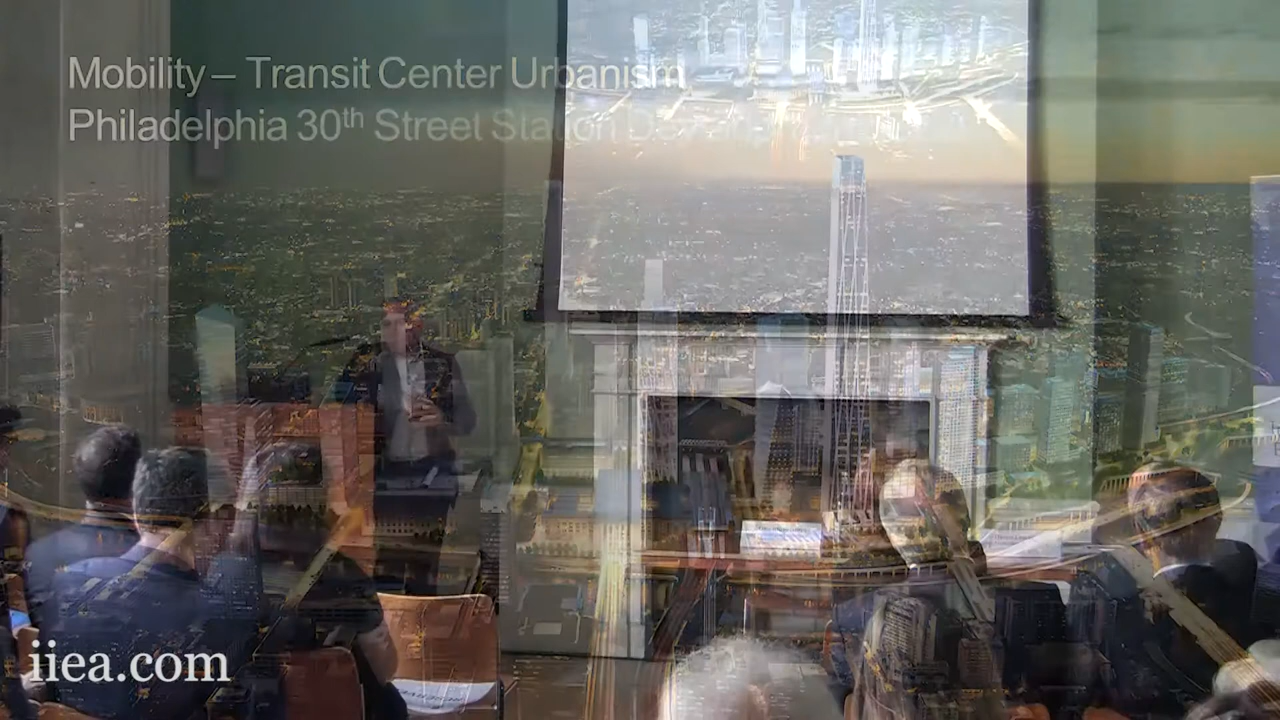 Mobility – Transit Center Urbanism
Philadelphia 30th Street Station
iiea.com